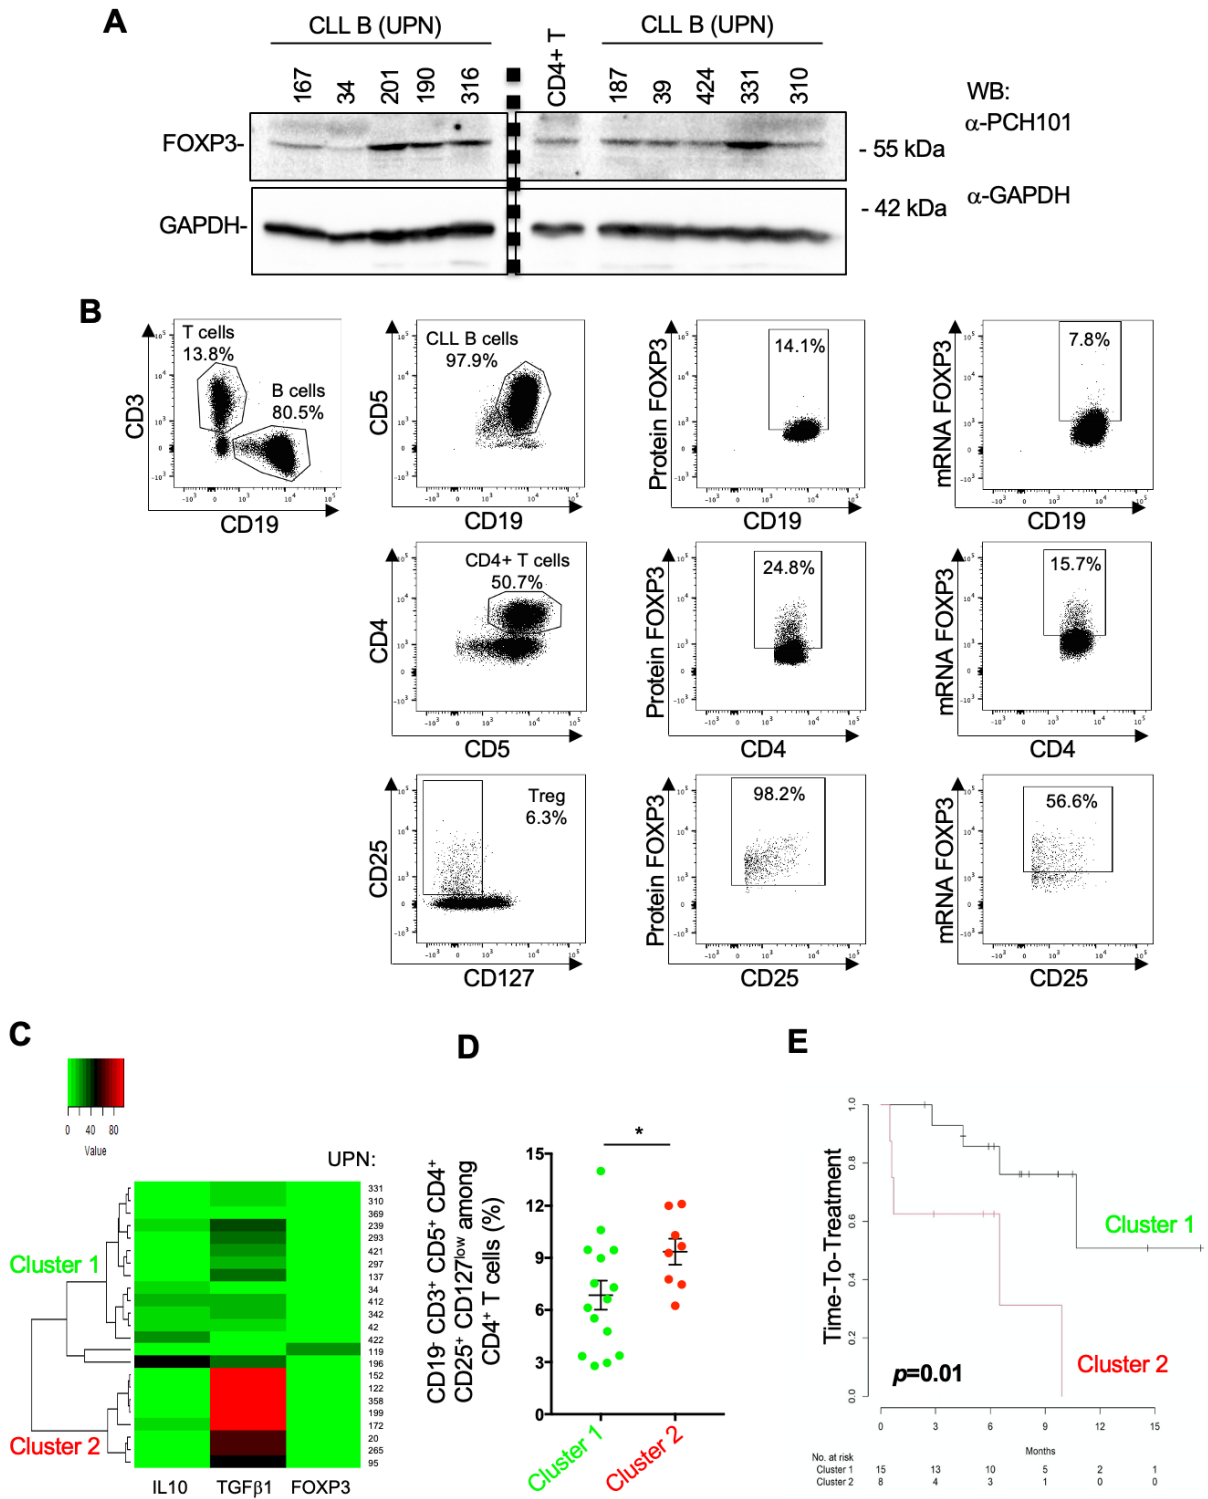 A
CLL B (UPN)
CD4+ T
CLL B (UPN)
167 34 201 190 316
187 39 424 331 310
WB:
α-PCH101
FOXP3-
- 55 kDa
α-GAPDH
- 42 kDa
GAPDH-
B
T cells
13.8%
B cells
80.5%
CD3
CD19
CLL B cells
97.9%
CD5
CD19
14.1%
Protein FOXP3
CD19
7.8%
mRNA FOXP3
CD19
CD4+ T cells
50.7%
CD4
CD5
24.8%
Protein FOXP3
CD4
15.7%
mRNA FOXP3
CD4
Treg
6.3%
CD25
CD127
98.2%
Protein FOXP3
CD25
56.6%
mRNA FOXP3
CD25
C
0 40 80
Value
UPN:
331
310
369
239
293
421
297
137
34
412
342
42
422
119
196
152
122
358
199
172
20
265
95
Cluster 1
Cluster 2
IL10 TGFβ1 FOXP3
D
*
CD19⁻ CD3⁺ CD5⁺ CD4⁺
CD25⁺ CD127ˡᵒʷ among
CD4⁺ T cells (%)
15
12
9
6
3
0
Cluster 1
Cluster 2
E
Time-To-Treatment
1.0
0.8
0.6
0.4
0.2
0.0
Cluster 1
Cluster 2
p=0.01
0 3 6 9 12 15
Months
No. at risk
Cluster 1 15 13 10 5 2 1
Cluster 2 8 4 3 1 0 0